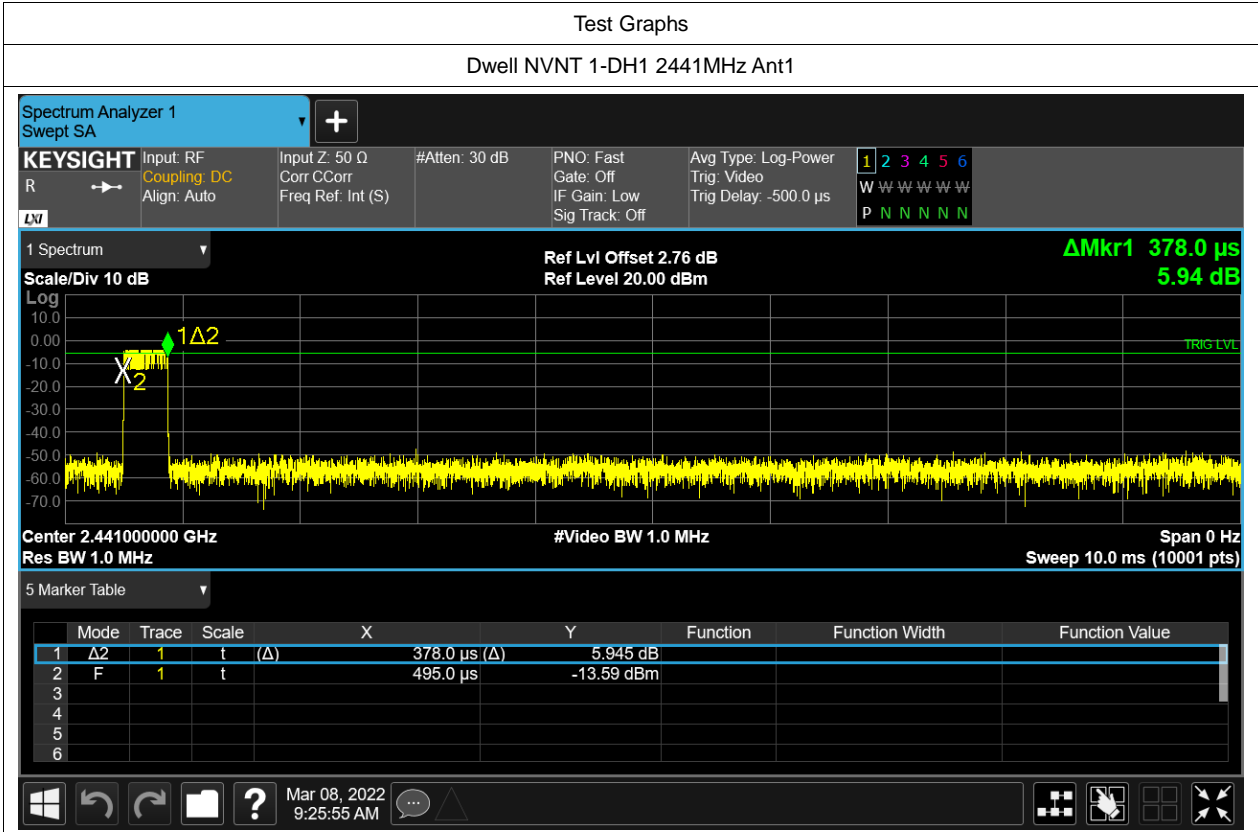 Test Graphs
Dwell NVNT 1-DH1 2441MHz Ant1
Spectrum Analyzer 1
Swept SA
+
KEYSIGHT Input: RF Input Z: 50 Ω #Atten: 30 dB PNO: Fast Avg Type: Log-Power 1 2 3 4 5 6
R Coupling: DC Corr CCorr Gate: Off Trig: Video W W W W W W
Align: Auto Freq Ref: Int (S) IF Gain: Low Trig Delay: -500.0 µs P N N N N N
LXI Sig Track: Off
1 Spectrum Ref Lvl Offset 2.76 dB ΔMkr1 378.0 µs
Scale/Div 10 dB Ref Level 20.00 dBm 5.94 dB
Log
10.0
0.00 1Δ2 TRIG LVL
-10.0
X2
-20.0
-30.0
-40.0
-50.0
-60.0
-70.0
Center 2.441000000 GHz #Video BW 1.0 MHz Span 0 Hz
Res BW 1.0 MHz Sweep 10.0 ms (10001 pts)
5 Marker Table
Mode Trace Scale X Y Function Function Width Function Value
1 Δ2 1 t (Δ) 378.0 µs (Δ) 5.945 dB
2 F 1 t 495.0 µs -13.59 dBm
3
4
5
6
? Mar 08, 2022
9:25:55 AM